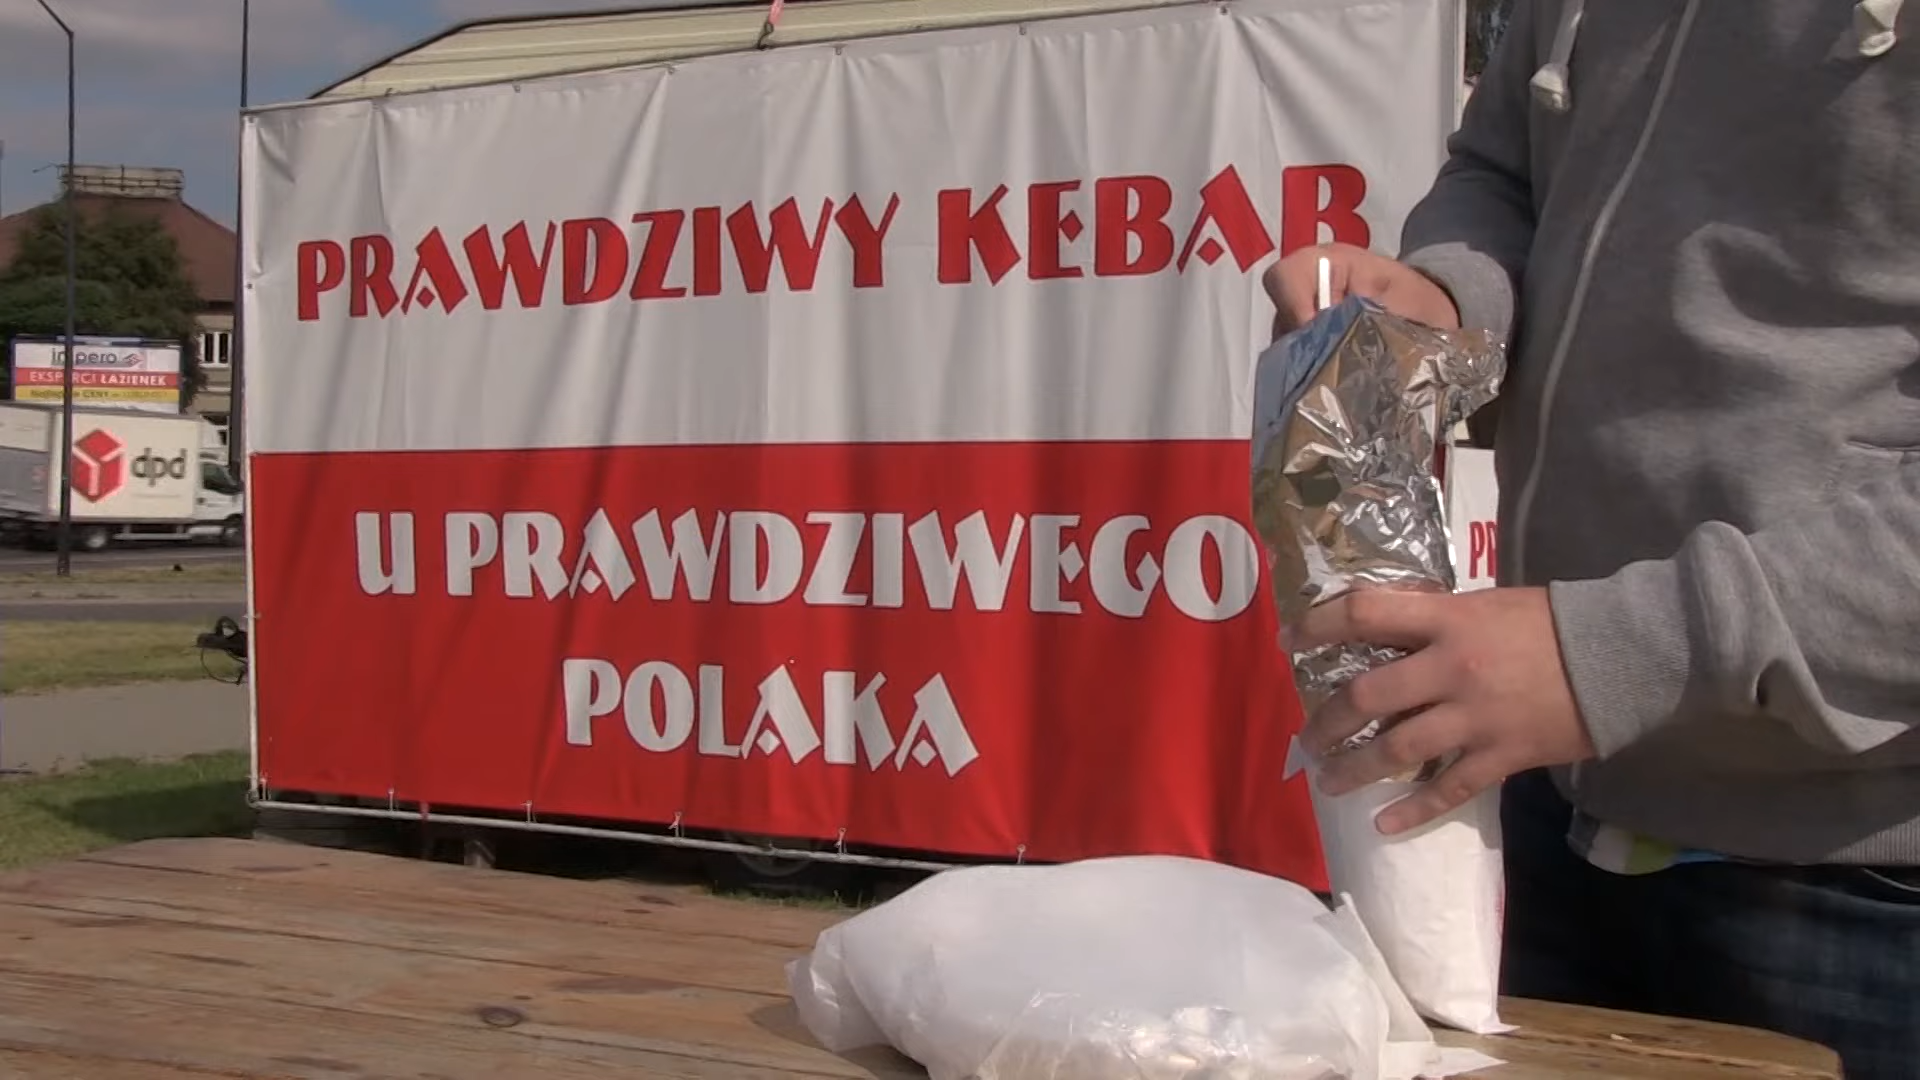 PRAWDZIWY KEBAB
U PRAWDZIWEGO
POLAKA
impero
EKSPERCI ŁAZIENEK
dpd
PR